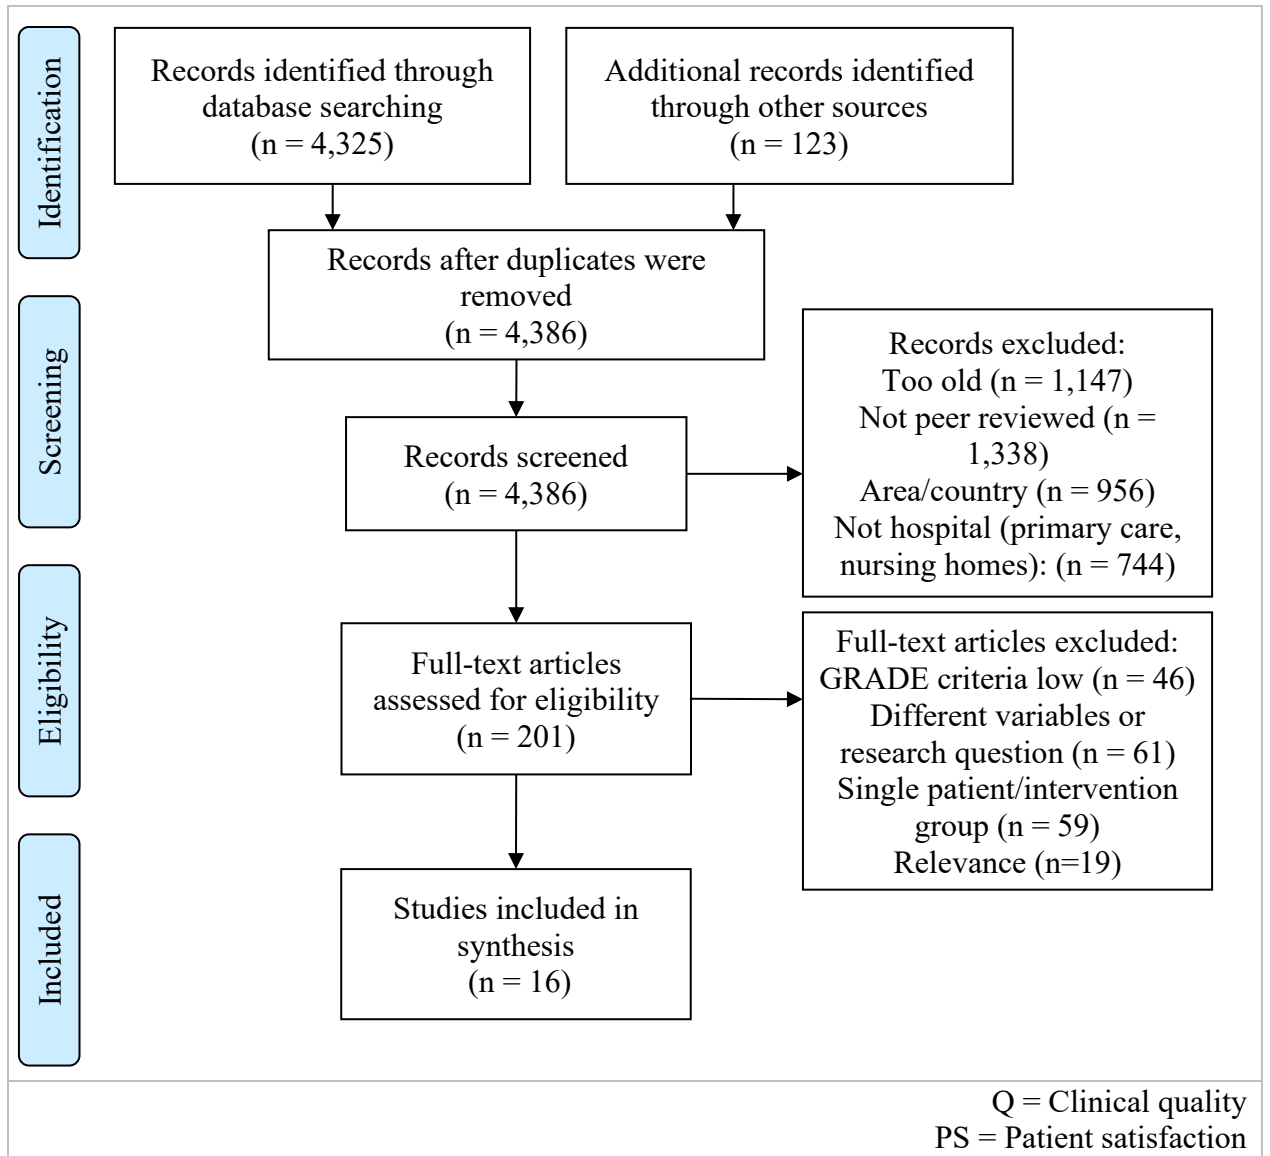 Identification
Records identified through
database searching
(n = 4,325)
Additional records identified
through other sources
(n = 123)
Records after duplicates were
removed
(n = 4,386)
Screening
Records screened
(n = 4,386)
Records excluded:
Too old (n = 1,147)
Not peer reviewed (n =
1,338)
Area/country (n = 956)
Not hospital (primary care,
nursing homes): (n = 744)
Eligibility
Full-text articles
assessed for eligibility
(n = 201)
Full-text articles excluded:
GRADE criteria low (n = 46)
Different variables or
research question (n = 61)
Single patient/intervention
group (n = 59)
Relevance (n=19)
Included
Studies included in
synthesis
(n = 16)
Q = Clinical quality
PS = Patient satisfaction